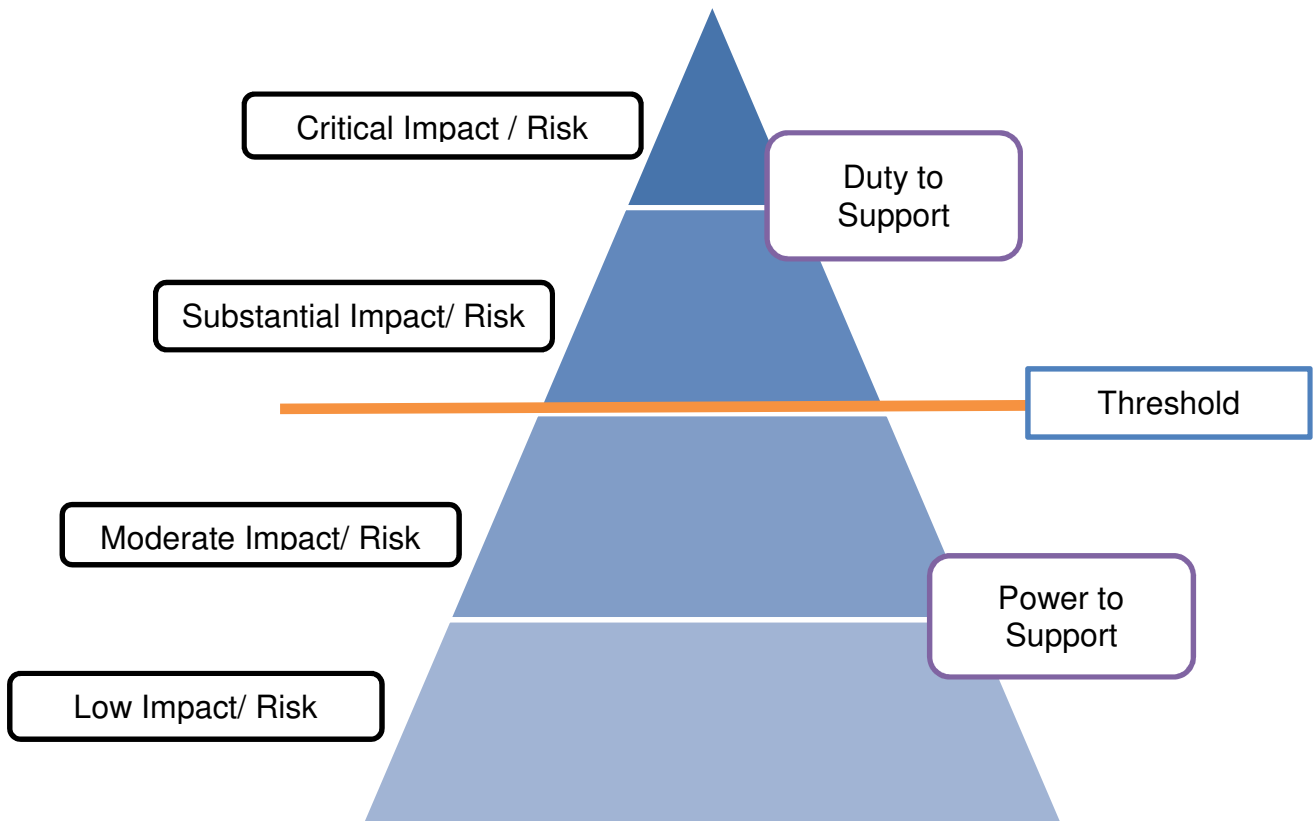 Critical Impact / Risk
Duty to
Support
Substantial Impact/ Risk
Threshold
Moderate Impact/ Risk
Power to
Support
Low Impact/ Risk